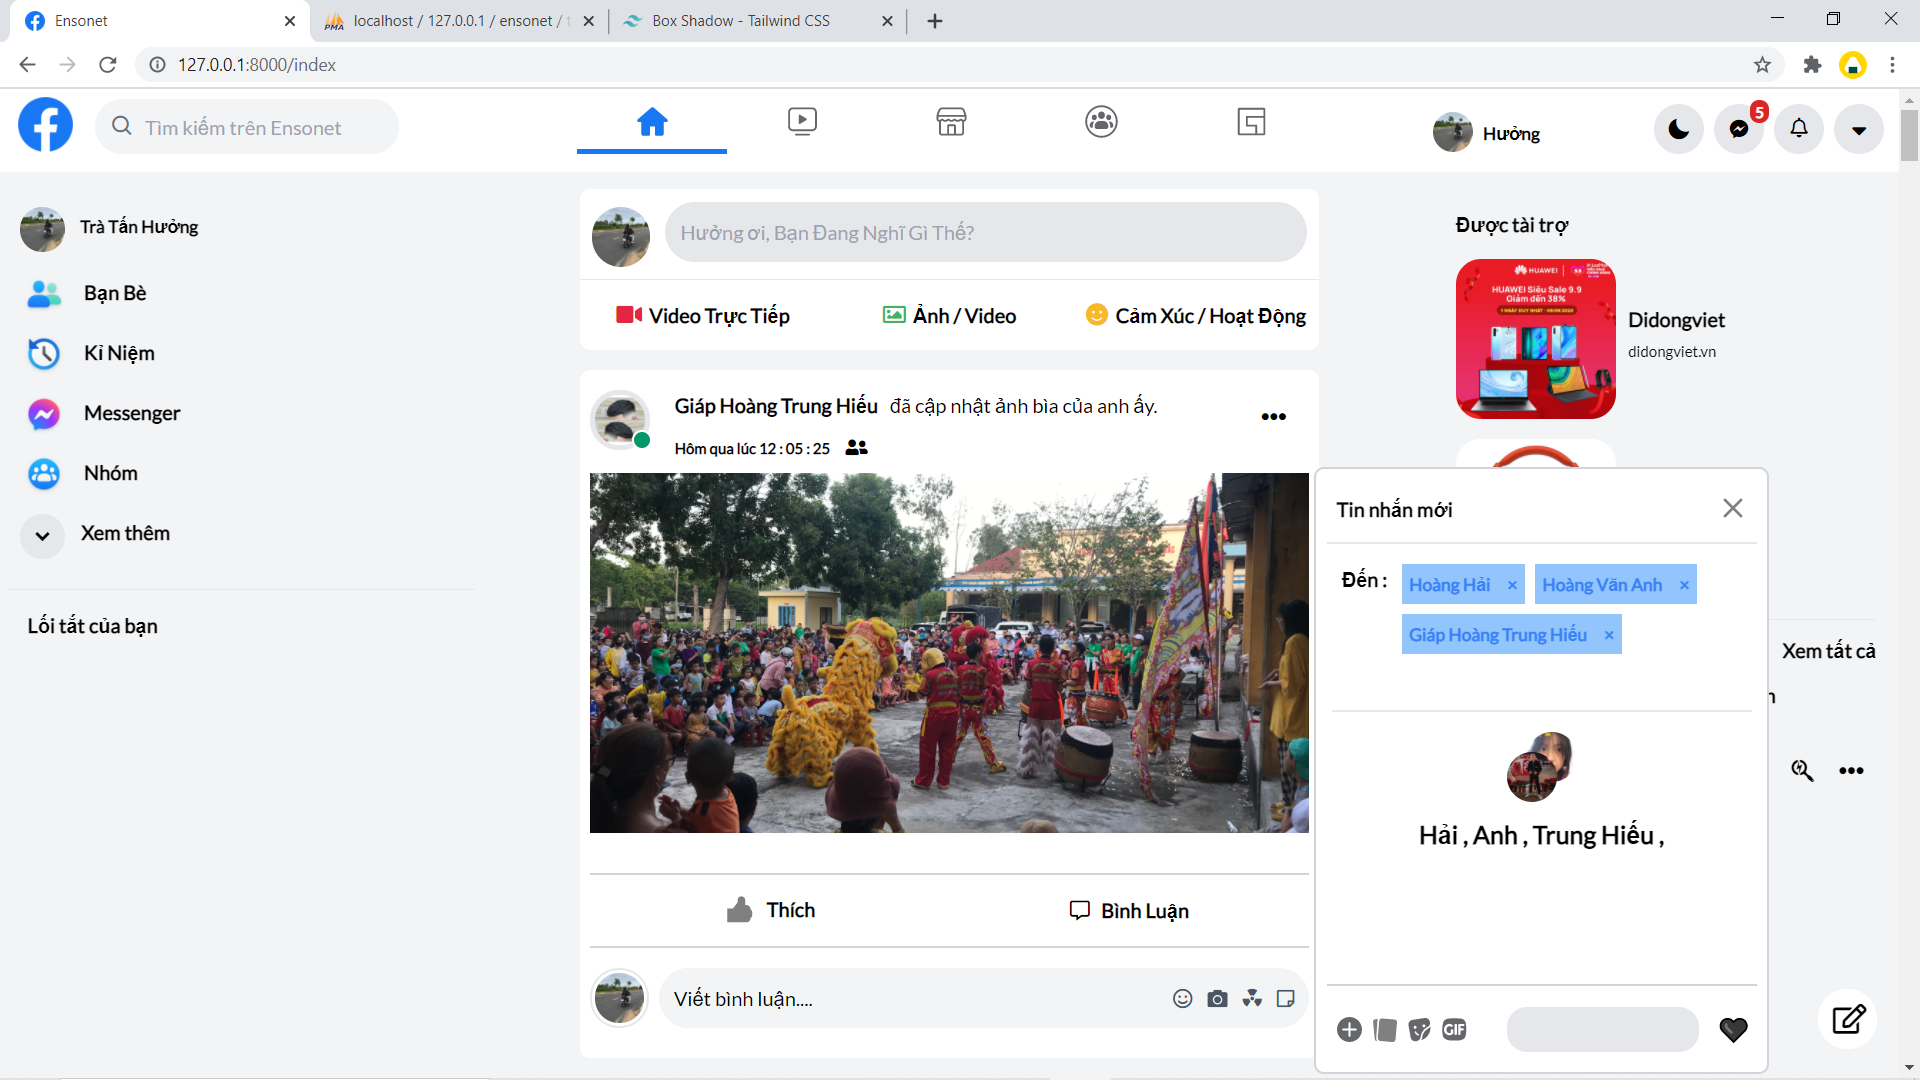 Ensonet
localhost / 127.0.0.1 / ensonet / t
Box Shadow - Tailwind CSS
127.0.0.1:8000/index
Tìm kiếm trên Ensonet
Hưởng
5
Trà Tấn Hưởng
Bạn Bè
Kỉ Niệm
Messenger
Nhóm
Xem thêm
Lối tắt của bạn
Hưởng ơi, Bạn Đang Nghĩ Gì Thế?
Video Trực Tiếp
Ảnh / Video
Cảm Xúc / Hoạt Động
Giáp Hoàng Trung Hiếu đã cập nhật ảnh bìa của anh ấy.
Hôm qua lúc 12 : 05 : 25
Thích
Bình Luận
Viết bình luận....
Được tài trợ
HUAWEI
HUAWEI Siêu Sale 9.9
Giảm đến 38%
Didongviet
didongviet.vn
Xem tất cả
Tin nhắn mới
Đến :
Hoàng Hải ×
Hoàng Văn Anh ×
Giáp Hoàng Trung Hiếu ×
Hải , Anh , Trung Hiếu ,
GIF